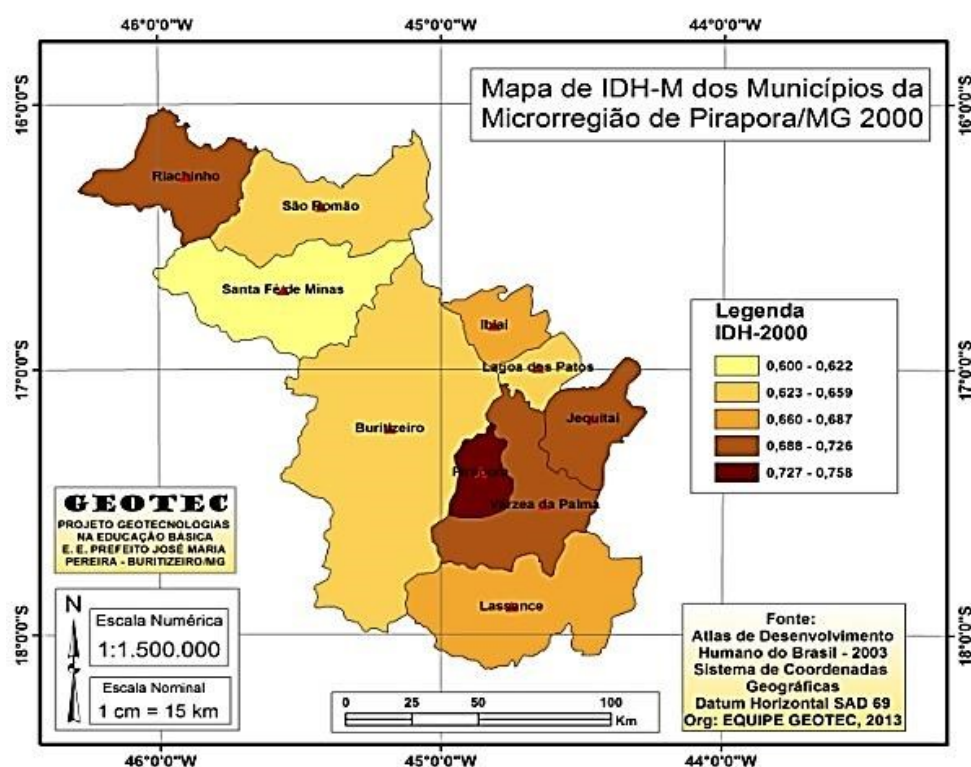 46°0'0"W 45°0'0"W 44°0'0"W
Mapa de IDH-M dos Municípios da
Microrregião de Pirapora/MG 2000
16°0'0"S
16°0'0"S
Riachinho
São Romão
Santa Fé de Minas
Ibiai
Lagoa dos Patos
Jequitai
Buritizeiro
Pirapora
Varzea da Palma
Lassance
17°0'0"S
17°0'0"S
Legenda
IDH-2000
0,600 - 0,622
0,623 - 0,659
0,660 - 0,687
0,688 - 0,726
0,727 - 0,758
GEOTEC
PROJETO GEOTECNOLOGIAS
NA EDUCAÇÃO BÁSICA
E. E. PREFEITO JOSÉ MARIA
PEREIRA - BURITIZEIRO/MG
18°0'0"S
18°0'0"S
N
Escala Numérica
1:1.500.000
Escala Nominal
1 cm = 15 km
0 25 50 100
Km
Fonte:
Atlas de Desenvolvimento
Humano do Brasil - 2003
Sistema de Coordenadas
Geográficas
Datum Horizontal SAD 69
Org: EQUIPE GEOTEC, 2013
46°0'0"W 45°0'0"W 44°0'0"W